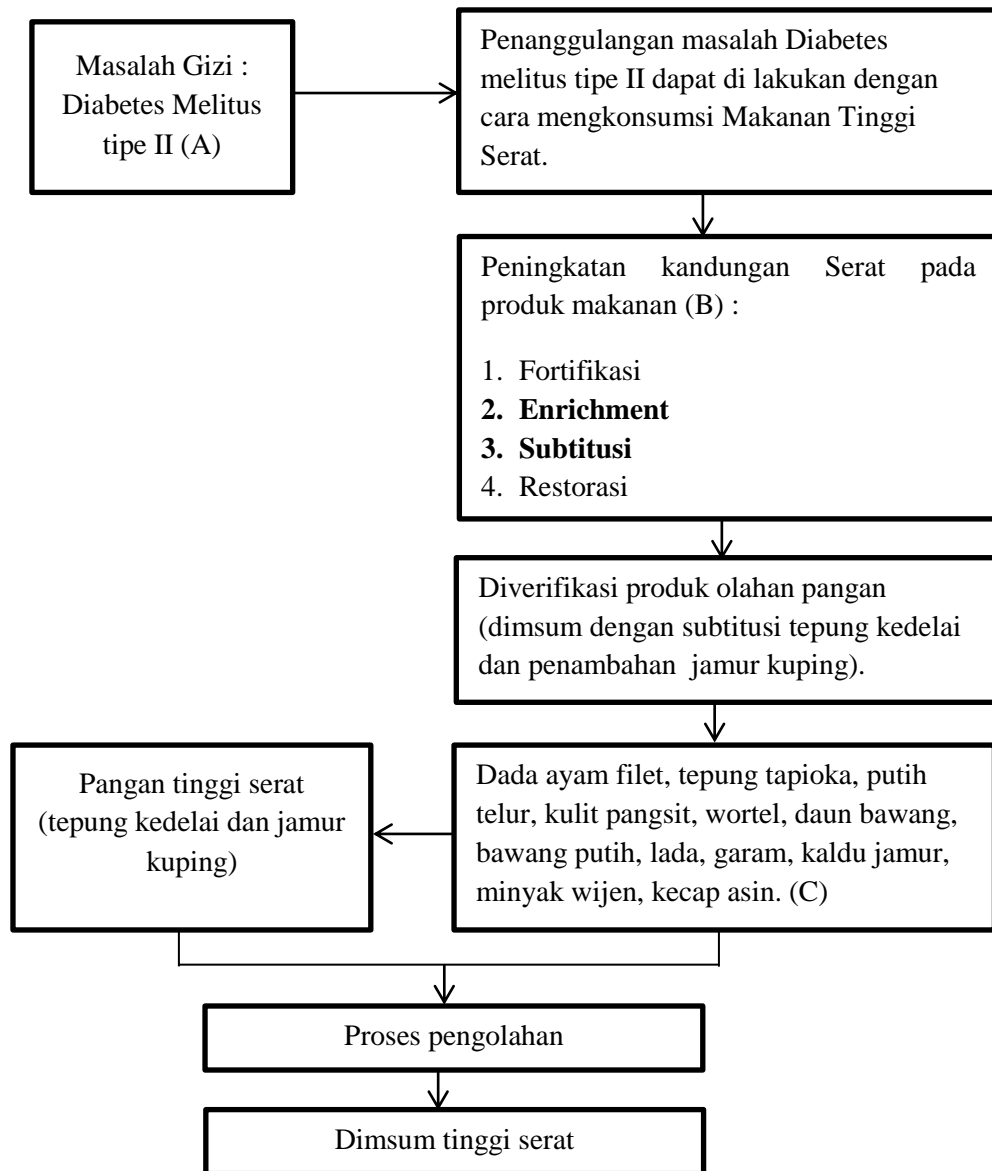 Masalah Gizi :
Diabetes Melitus
tipe II (A)
Penanggulangan masalah Diabetes
melitus tipe II dapat di lakukan dengan
cara mengkonsumsi Makanan Tinggi
Serat.
Peningkatan kandungan Serat pada
produk makanan (B) :
1. Fortifikasi
2. Enrichment
3. Subtitusi
4. Restorasi
Diverifikasi produk olahan pangan
(dimsum dengan subtitusi tepung kedelai
dan penambahan jamur kuping).
Pangan tinggi serat
(tepung kedelai dan jamur
kuping)
Dada ayam filet, tepung tapioka, putih
telur, kulit pangsit, wortel, daun bawang,
bawang putih, lada, garam, kaldu jamur,
minyak wijen, kecap asin. (C)
Proses pengolahan
Dimsum tinggi serat